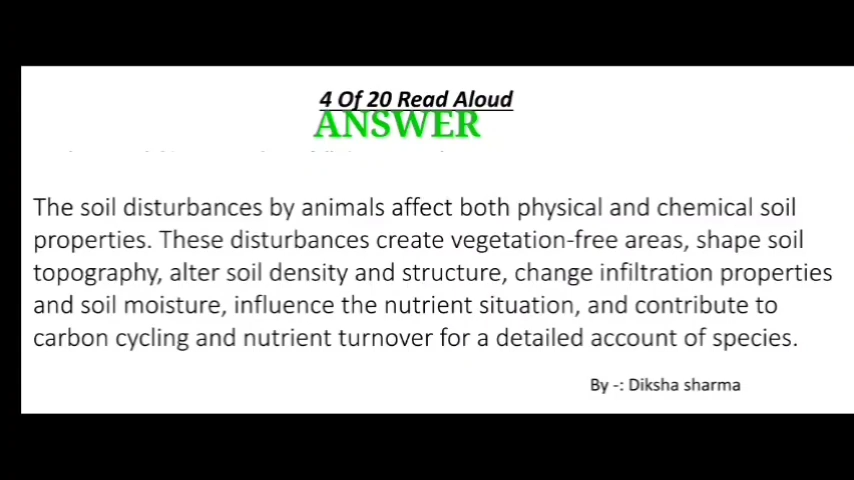 4 Of 20 Read Aloud
ANSWER
The soil disturbances by animals affect both physical and chemical soil
properties. These disturbances create vegetation-free areas, shape soil
topography, alter soil density and structure, change infiltration properties
and soil moisture, influence the nutrient situation, and contribute to
carbon cycling and nutrient turnover for a detailed account of species.
By -: Diksha sharma